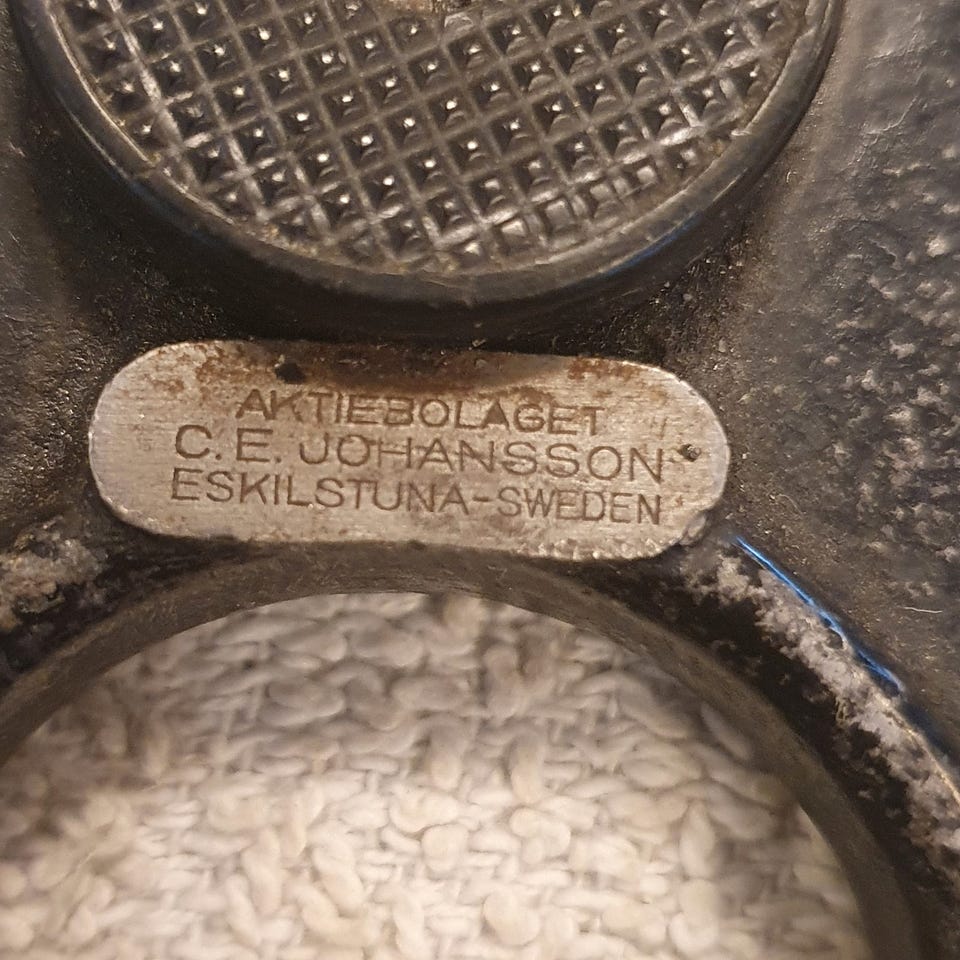 AKTIEBOLAGET
C.E. JOHANSSON
ESKILSTUNA-SWEDEN